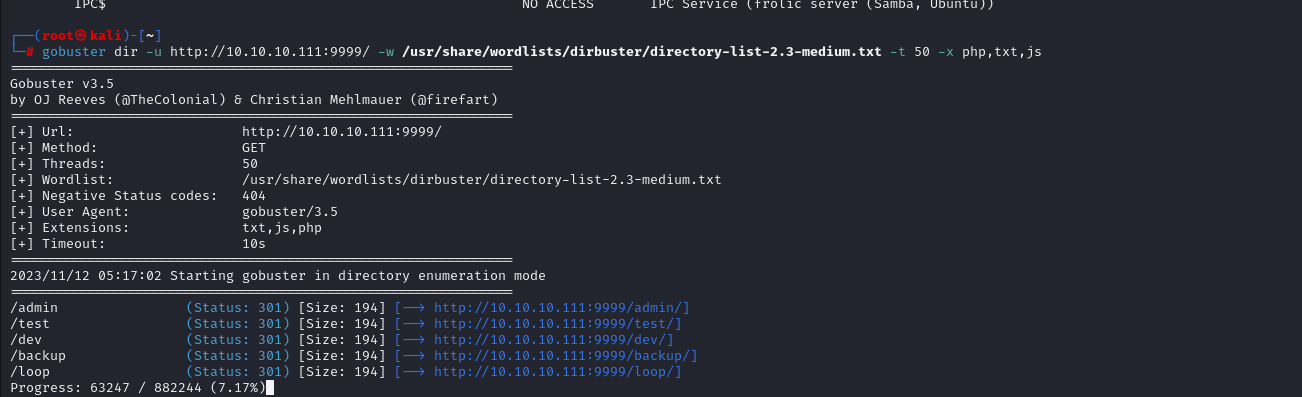 IPC$ NO ACCESS IPC Service (frolic server (Samba, Ubuntu))
┌──(root㉿kali)-[~]
└─# gobuster dir -u http://10.10.10.111:9999/ -w /usr/share/wordlists/dirbuster/directory-list-2.3-medium.txt -t 50 -x php,txt,js
===============================================================
Gobuster v3.5
by OJ Reeves (@TheColonial) & Christian Mehlmauer (@firefart)
===============================================================
[+] Url: http://10.10.10.111:9999/
[+] Method: GET
[+] Threads: 50
[+] Wordlist: /usr/share/wordlists/dirbuster/directory-list-2.3-medium.txt
[+] Negative Status codes: 404
[+] User Agent: gobuster/3.5
[+] Extensions: txt,js,php
[+] Timeout: 10s
===============================================================
2023/11/12 05:17:02 Starting gobuster in directory enumeration mode
===============================================================
/admin (Status: 301) [Size: 194] [--> http://10.10.10.111:9999/admin/]
/test (Status: 301) [Size: 194] [--> http://10.10.10.111:9999/test/]
/dev (Status: 301) [Size: 194] [--> http://10.10.10.111:9999/dev/]
/backup (Status: 301) [Size: 194] [--> http://10.10.10.111:9999/backup/]
/loop (Status: 301) [Size: 194] [--> http://10.10.10.111:9999/loop/]
Progress: 63247 / 882244 (7.17%)